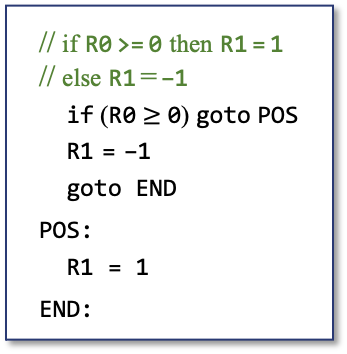 // if R0 >= 0 then R1 = 1
// else R1=−1
if (R0 ≥ 0) goto POS
R1 = −1
goto END
POS:
R1 = 1
END: